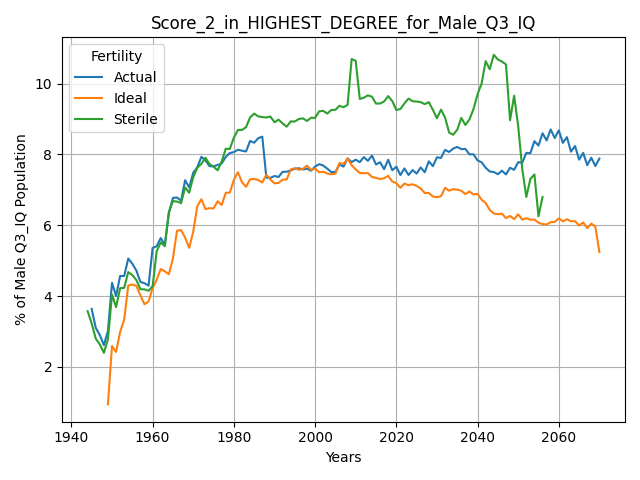 Score_2_in_HIGHEST_DEGREE_for_Male_Q3_IQ
Fertility
Actual
Ideal
Sterile
% of Male Q3_IQ Population
10
8
6
4
2
1940 1960 1980 2000 2020 2040 2060
Years